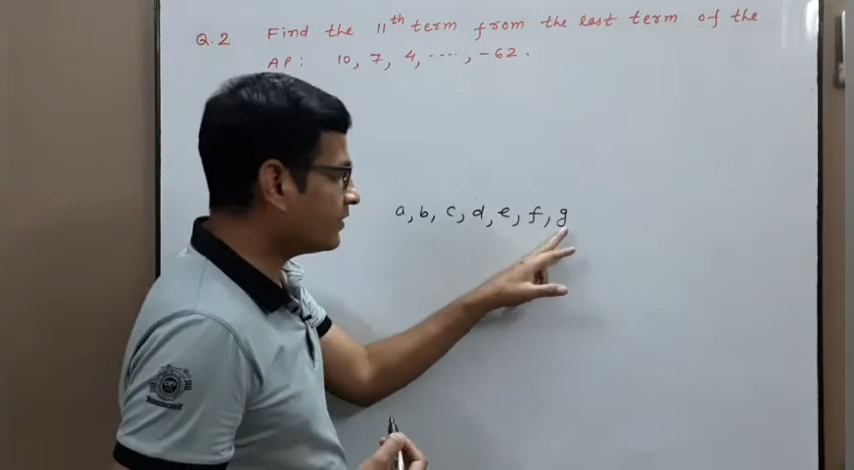 Q.2 Find the 11th term from the last term of the
AP: 10, 7, 4, ....., -62.
a, b, c, d, e, f, g